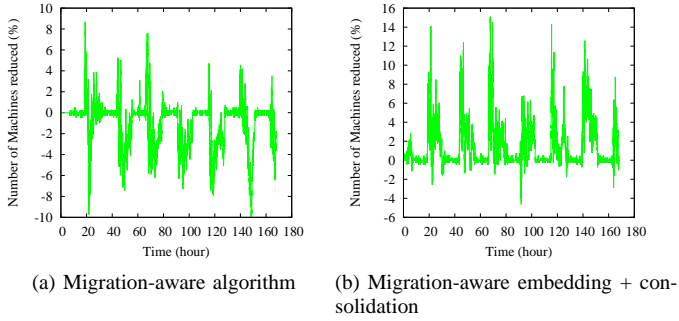 10
8
6
4
2
0
-2
-4
-6
-8
-10
0 20 40 60 80 100 120 140 160 180
Number of Machines reduced (%)
Time (hour)
(a) Migration-aware algorithm
16
14
12
10
8
6
4
2
0
-2
-4
-6
0 20 40 60 80 100 120 140 160 180
Number of Machines reduced (%)
Time (hour)
(b) Migration-aware embedding + con-
solidation